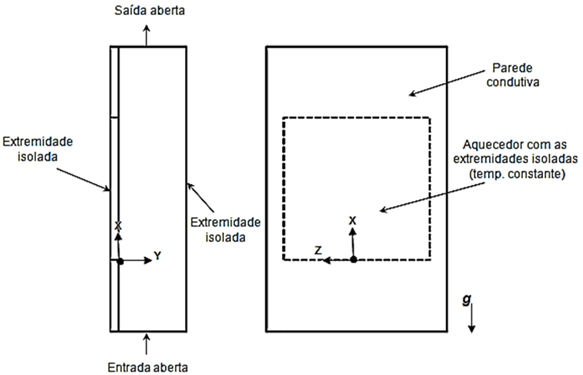 Saída aberta
Parede
condutiva
Extremidade
isolada
Aquecedor com as
extremidades isoladas
(temp. constante)
Extremidade
isolada
X
Y
X
Z
g
Entrada aberta